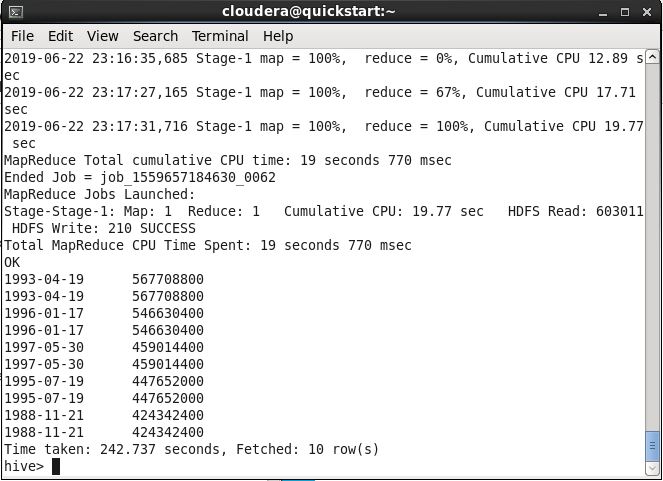 cloudera@quickstart:~
File Edit View Search Terminal Help
2019-06-22 23:16:35,685 Stage-1 map = 100%,  reduce = 0%, Cumulative CPU 12.89 s
ec
2019-06-22 23:17:27,165 Stage-1 map = 100%,  reduce = 67%, Cumulative CPU 17.71
sec
2019-06-22 23:17:31,716 Stage-1 map = 100%,  reduce = 100%, Cumulative CPU 19.77
 sec
MapReduce Total cumulative CPU time: 19 seconds 770 msec
Ended Job = job_1559657184630_0062
MapReduce Jobs Launched:
Stage-Stage-1: Map: 1  Reduce: 1   Cumulative CPU: 19.77 sec   HDFS Read: 603011
 HDFS Write: 210 SUCCESS
Total MapReduce CPU Time Spent: 19 seconds 770 msec
OK
1993-04-19      567708800
1993-04-19      567708800
1996-01-17      546630400
1996-01-17      546630400
1997-05-30      459014400
1997-05-30      459014400
1995-07-19      447652000
1995-07-19      447652000
1988-11-21      424342400
1988-11-21      424342400
Time taken: 242.737 seconds, Fetched: 10 row(s)
hive>